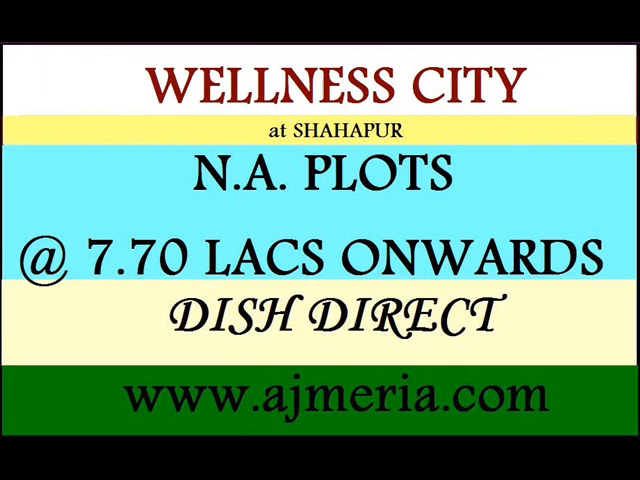 WELLNESS CITY
at SHAHAPUR
N.A. PLOTS
@ 7.70 LACS ONWARDS
DISH DIRECT
www.ajmeria.com